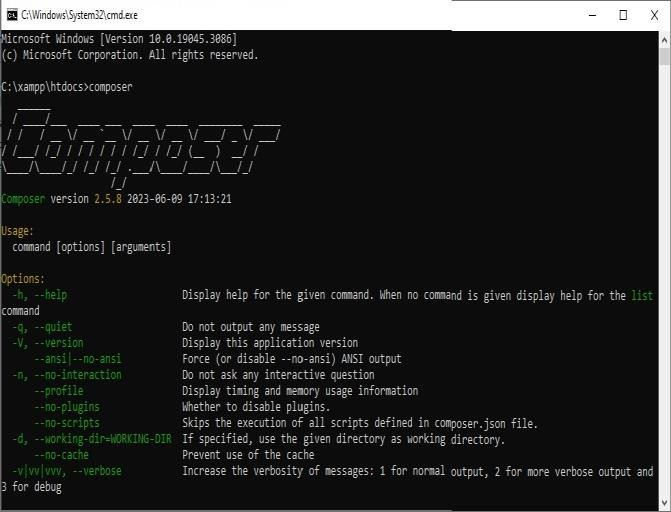 C:\Windows\System32\cmd.exe
Microsoft Windows [Version 10.0.19045.3086]
(c) Microsoft Corporation. All rights reserved.
C:\xampp\htdocs>composer
Composer
Composer version 2.5.8 2023-06-09 17:13:21
Usage:
command [options] [arguments]
Options:
-h, --help Display help for the given command. When no command is given display help for the list
command
-q, --quiet Do not output any message
-V, --version Display this application version
--ansi|--no-ansi Force (or disable --no-ansi) ANSI output
-n, --no-interaction Do not ask any interactive question
--profile Display timing and memory usage information
--no-plugins Whether to disable plugins.
--no-scripts Skips the execution of all scripts defined in composer.json file.
-d, --working-dir=WORKING-DIR If specified, use the given directory as working directory.
--no-cache Prevent use of the cache
-v|vv|vvv, --verbose Increase the verbosity of messages: 1 for normal output, 2 for more verbose output and
3 for debug